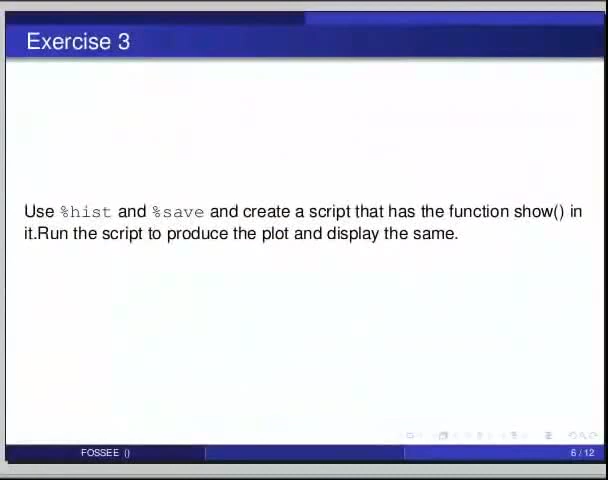 Exercise 3
Use %hist and %save and create a script that has the function show() in
it.Run the script to produce the plot and display the same.
FOSSEE ()
6 / 12